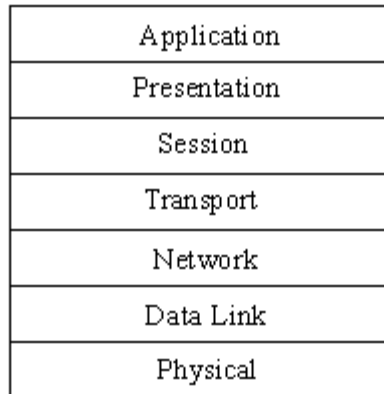 Application
Presentation
Session
Transport
Network
Data Link
Physical